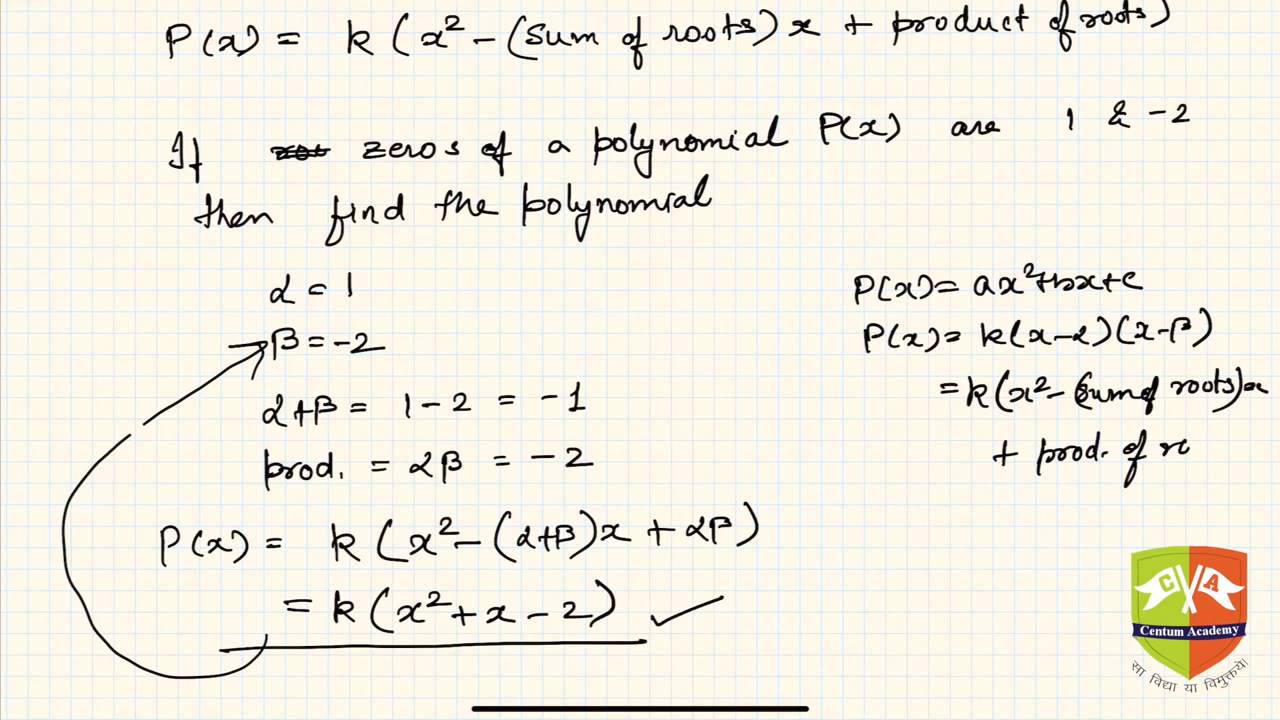 P(x) = k (x² - (Sum of roots) x + product of roots)
If zeros of a polynomial P(x) are 1 & -2
then find the polynomial
α = 1
β = -2
α+β = 1 - 2 = -1
prod. = αβ = -2
P(x) = k (x² - (α+β)x + αβ)
= k (x² + x - 2)
P(x) = ax²+bx+c
P(x) = k(x-α)(x-β)
= k(x² - (Sum of roots)x
+ prod. of ro
C A
Centum Academy
सा विद्या या विमुक्तये।